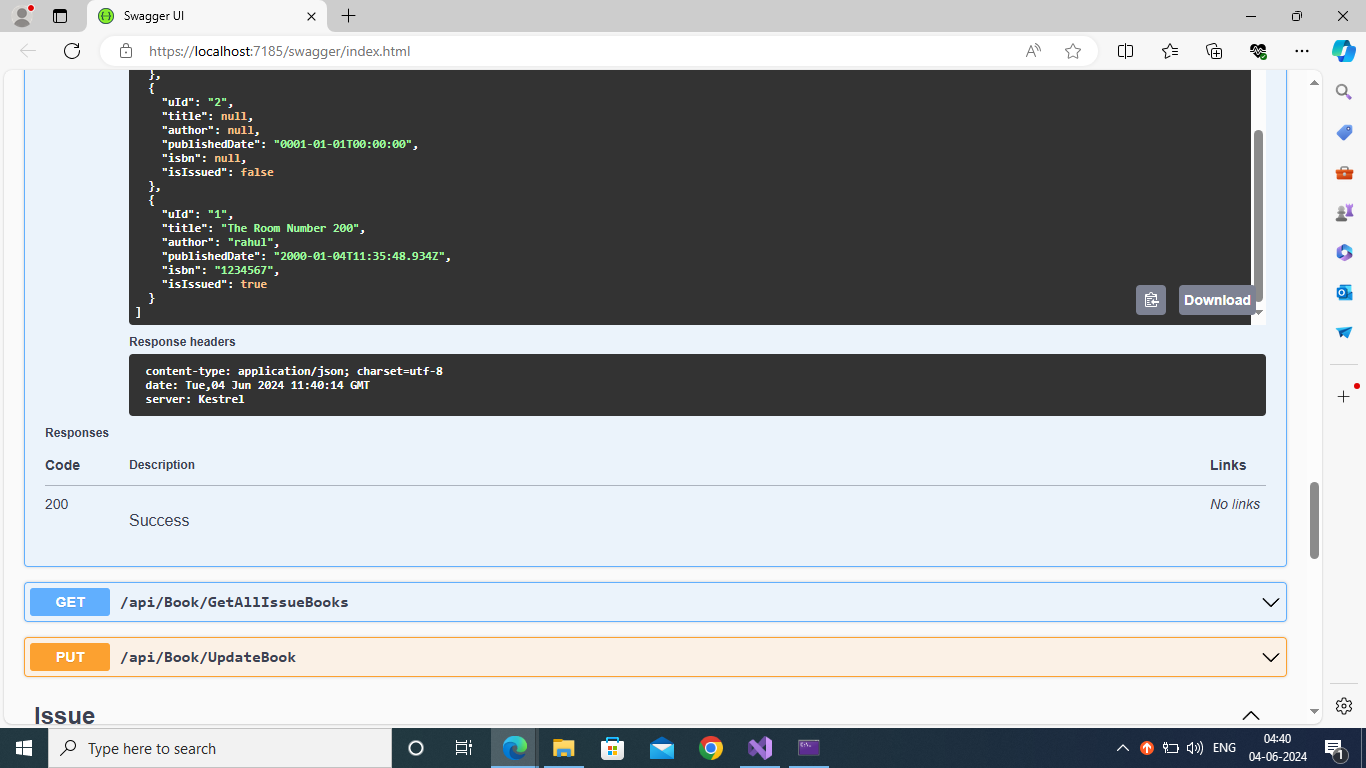 Swagger UI
https://localhost:7185/swagger/index.html
},
{
"uId": "2",
"title": null,
"author": null,
"publishedDate": "0001-01-01T00:00:00",
"isbn": null,
"isIssued": false
},
{
"uId": "1",
"title": "The Room Number 200",
"author": "rahul",
"publishedDate": "2000-01-04T11:35:48.934Z",
"isbn": "1234567",
"isIssued": true
}
]
Download
Response headers
content-type: application/json; charset=utf-8
date: Tue,04 Jun 2024 11:40:14 GMT
server: Kestrel
Responses
Code Description Links
200 Success No links
GET /api/Book/GetAllIssueBooks
PUT /api/Book/UpdateBook
Issue
Type here to search
ENG
04:40
04-06-2024
1